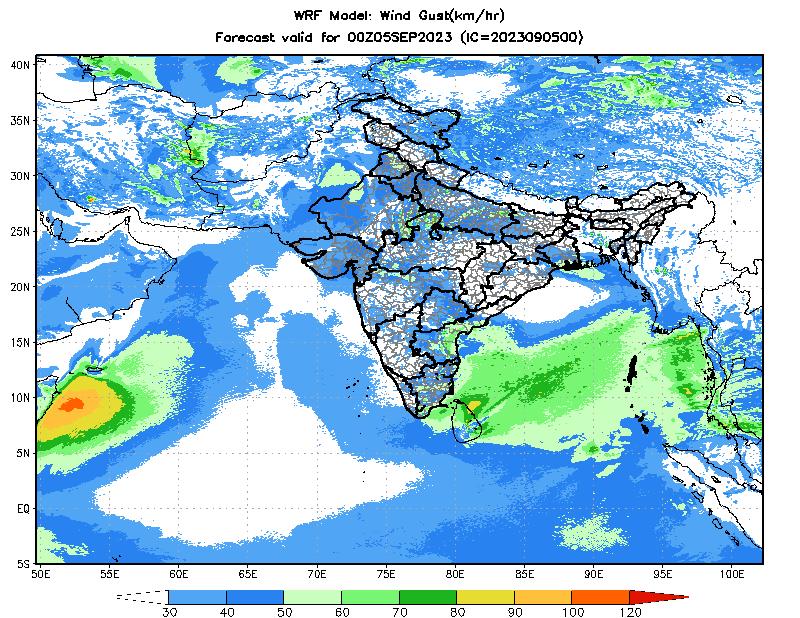 WRF Model: Wind Gust(km/hr)
Forecast valid for 00Z05SEP2023 (IC=2023090500)
40N
35N
30N
25N
20N
15N
10N
5N
EQ
5S
50E 55E 60E 65E 70E 75E 80E 85E 90E 95E 100E
30 40 50 60 70 80 90 100 120